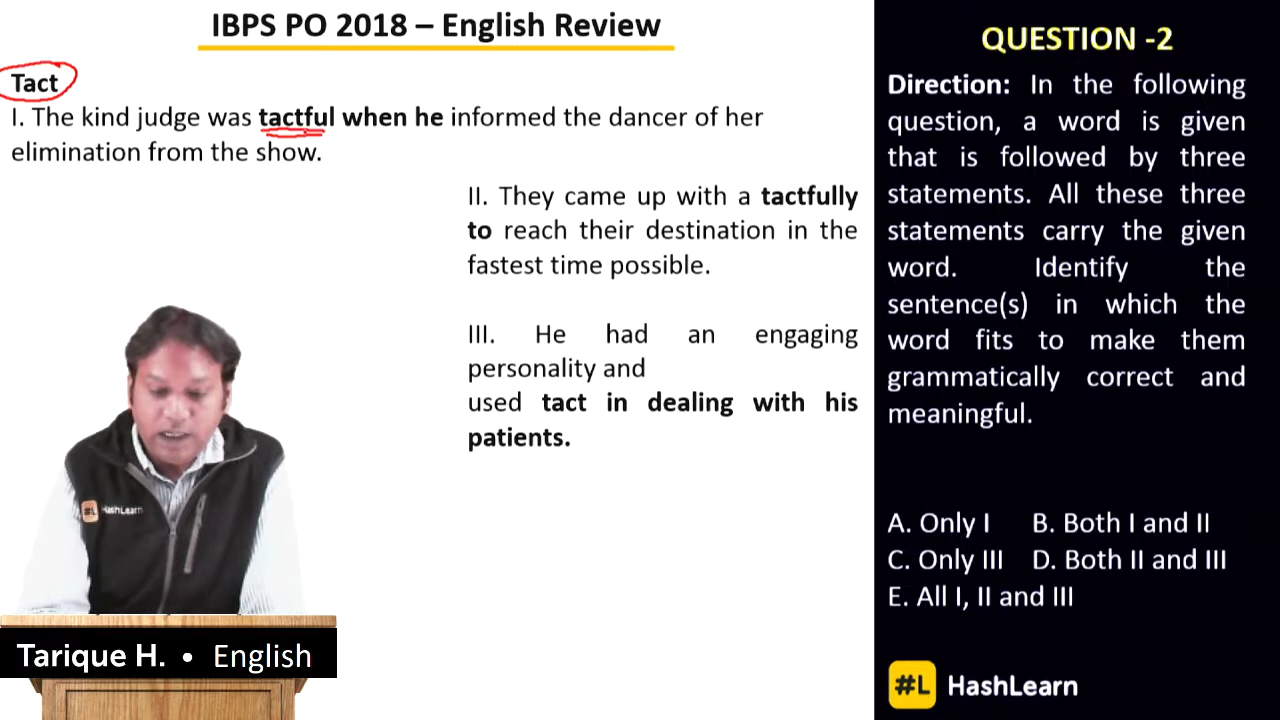 IBPS PO 2018 – English Review
Tact
I. The kind judge was tactful when he informed the dancer of her
elimination from the show.
II. They came up with a tactfully
to reach their destination in the
fastest time possible.
III. He had an engaging
personality and
used tact in dealing with his
patients.
#L HashLearn
Tarique H. • English
QUESTION -2
Direction: In the following
question, a word is given
that is followed by three
statements. All these three
statements carry the given
word. Identify the
sentence(s) in which the
word fits to make them
grammatically correct and
meaningful.
A. Only I B. Both I and II
C. Only III D. Both II and III
E. All I, II and III
#L HashLearn